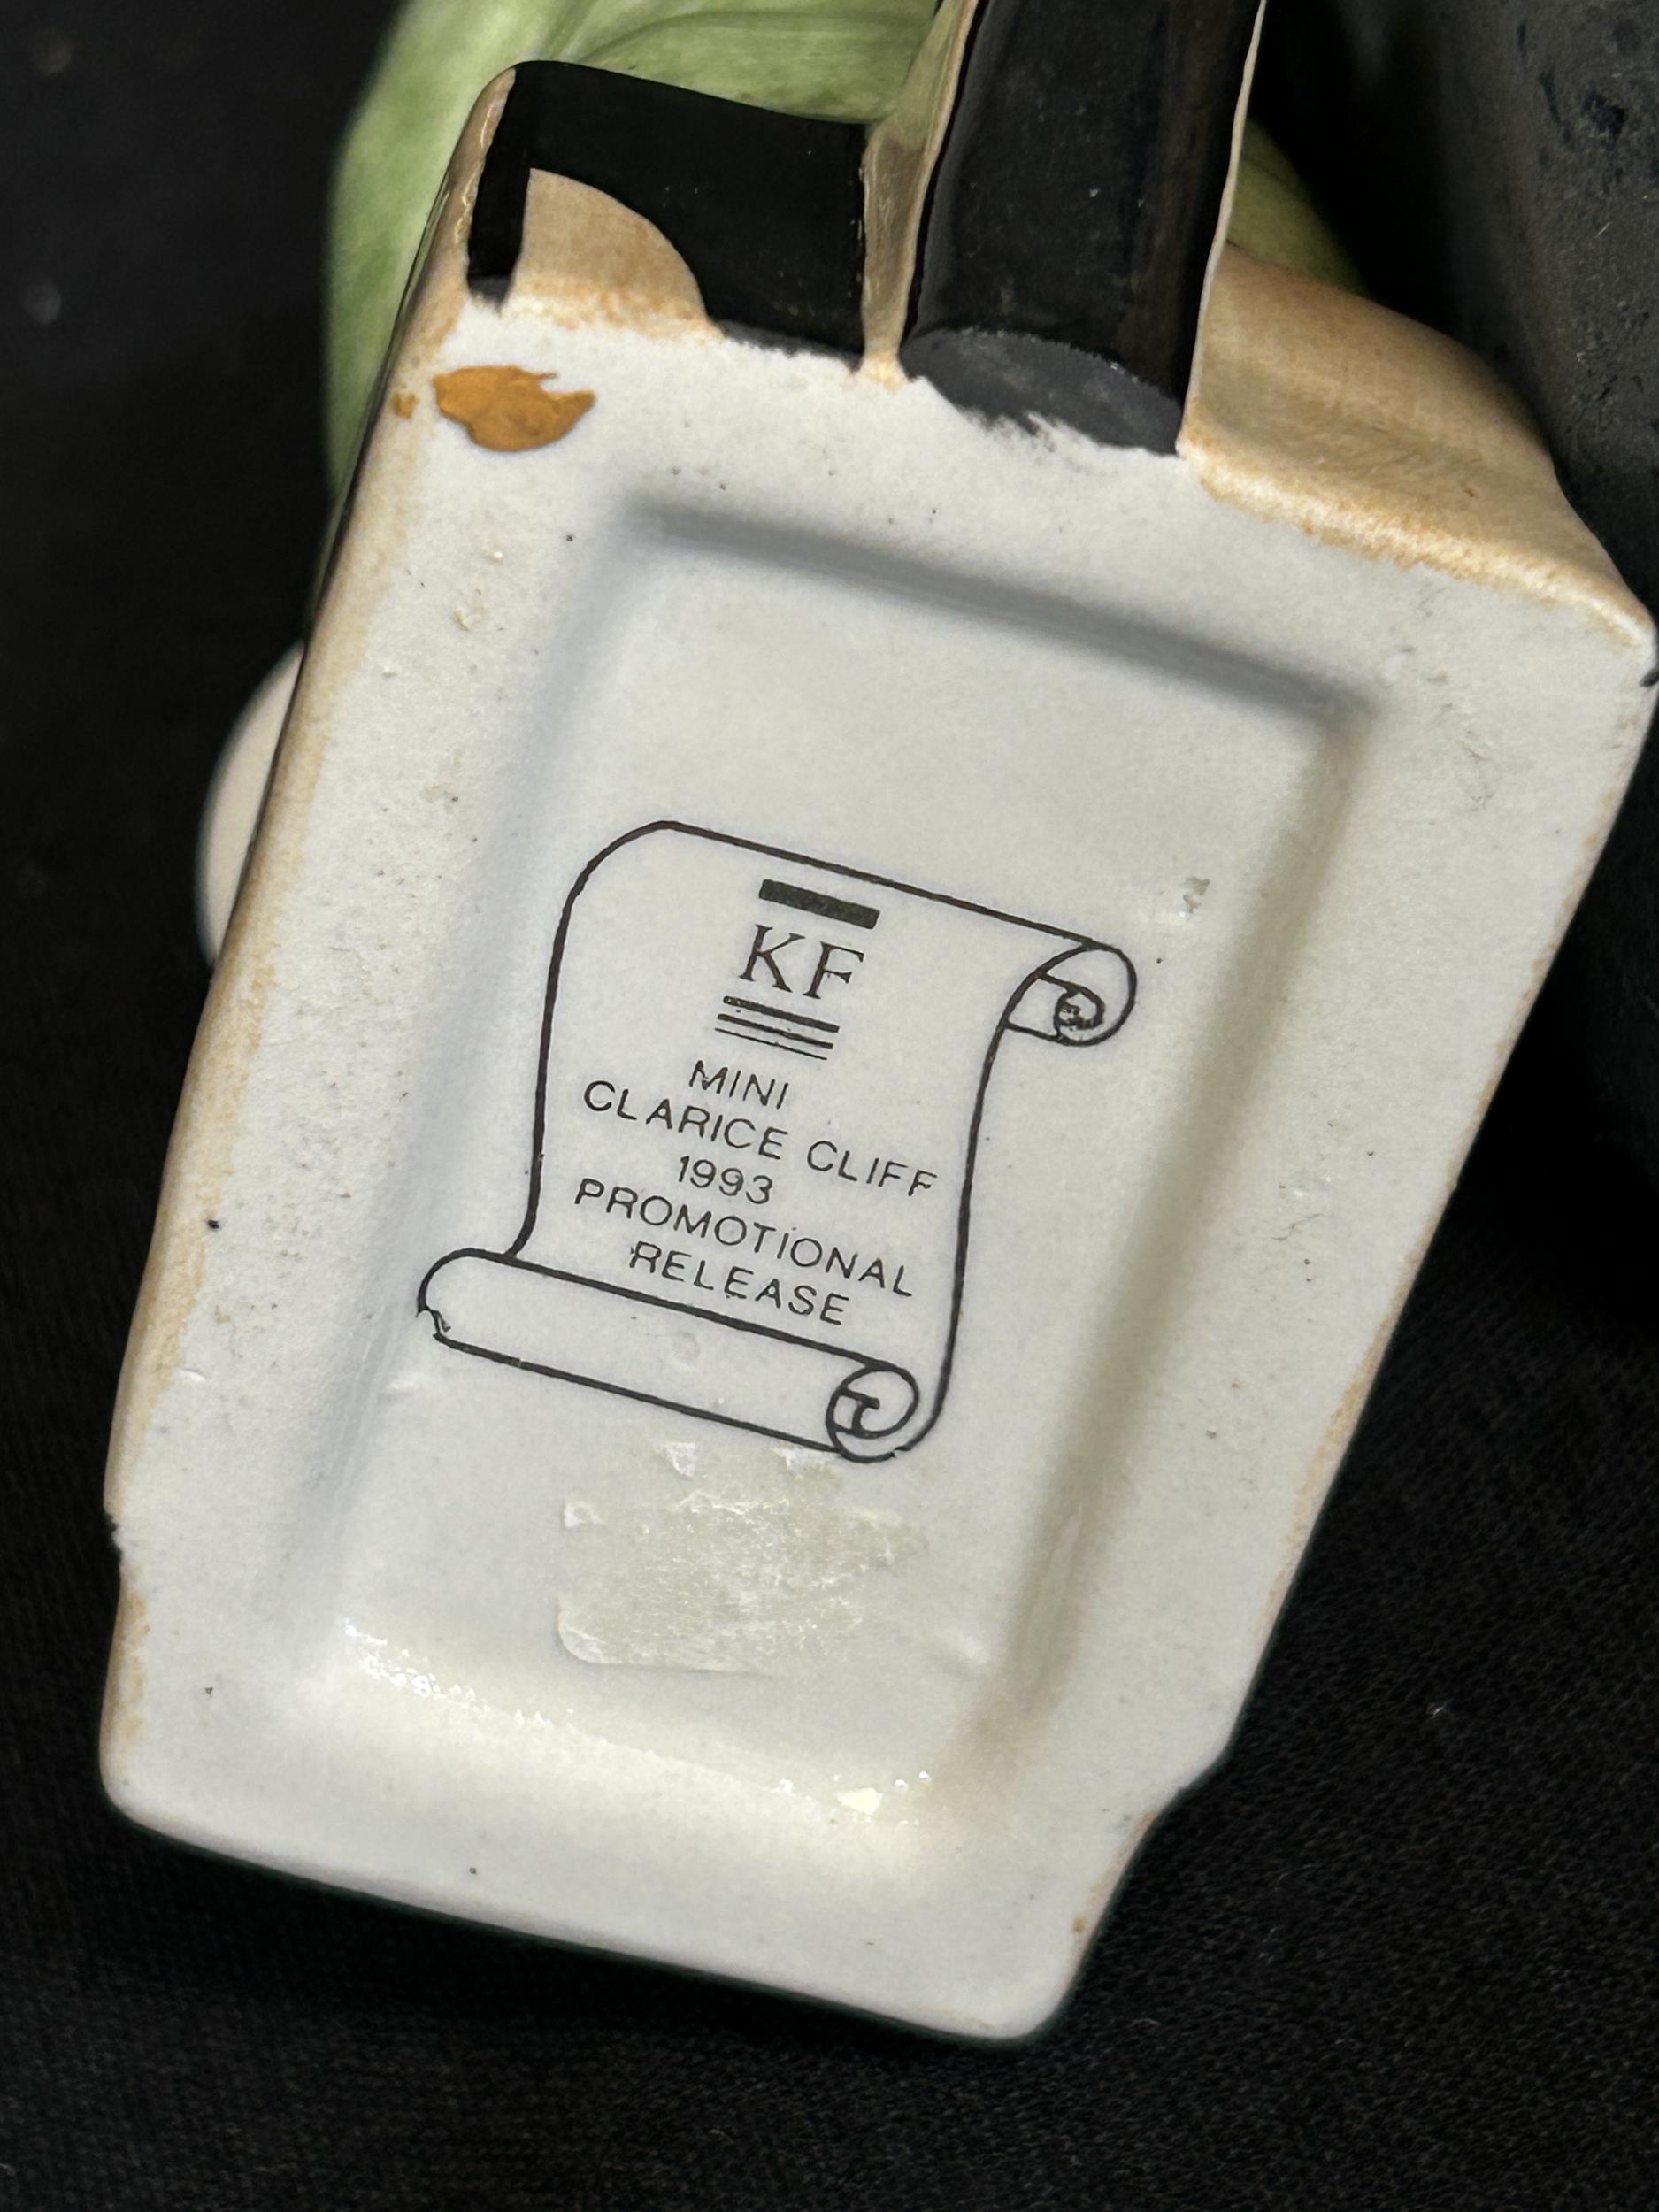 KF
MINI
CLARICE CLIFF
1993
PROMOTIONAL
RELEASE